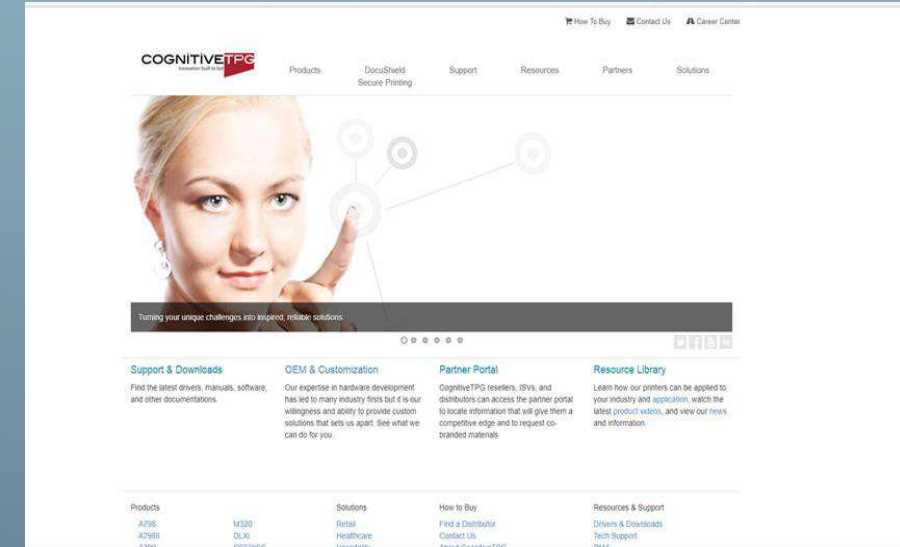 How To Buy Contact Us Career Center
COGNITIVETPG
Products DocuShield Support Resources Partners Solutions
Secure Printing
Turning your unique challenges into inspired, reliable solutions.
Support & Downloads
Find the latest drivers, manuals, software,
and other documentations.
OEM & Customization
Our expertise in hardware development
has led to many industry firsts but it is our
willingness and ability to provide custom
solutions that sets us apart. See what we
can do for you.
Partner Portal
CognitiveTPG resellers, ISVs, and
distributors can access the partner portal
to locate information that will give them a
competitive edge and to request co-
branded materials
Resource Library
Learn how our printers can be applied to
your industry and application, watch the
latest product videos, and view our news
and information.
Products
A798
M320
DLXi
Solutions
Retail
Healthcare
How to Buy
Find a Distributor
Contact Us
About CognitiveTPG
Resources & Support
Drivers & Downloads
Tech Support